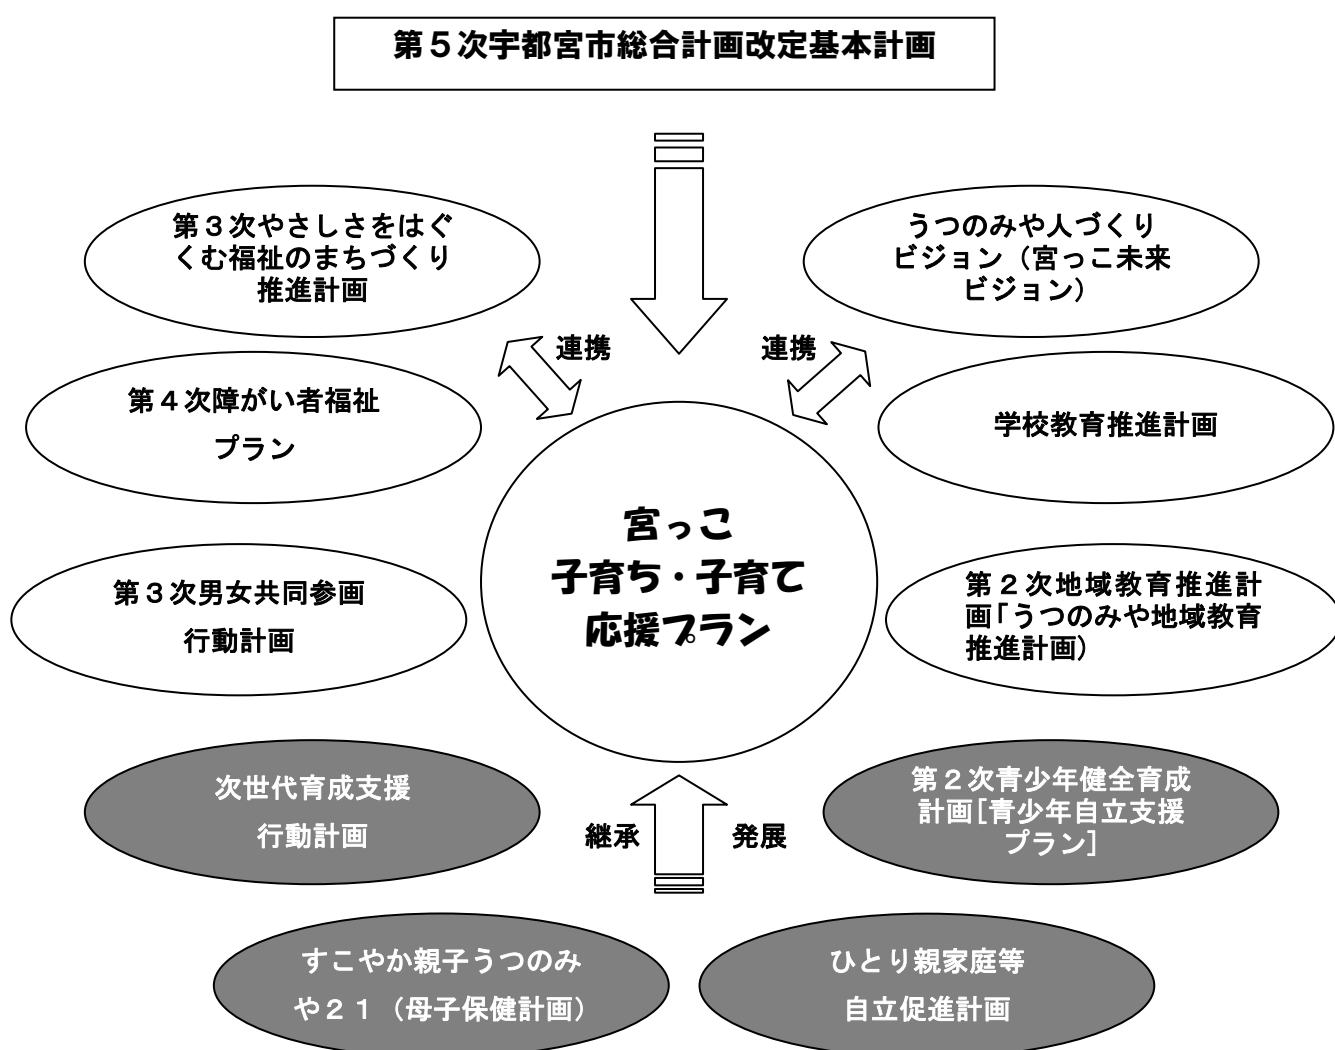 第５次宇都宮市総合計画改定基本計画
第３次やさしさをはぐ
くむ福祉のまちづくり
推進計画
うつのみや人づくり
ビジョン（宮っこ未来
ビジョン）
連携
連携
第４次障がい者福祉
プラン
学校教育推進計画
宮っこ
子育ち・子育て
応援プラン
第３次男女共同参画
行動計画
第２次地域教育推進計
画「うつのみや地域教育
推進計画）
次世代育成支援
行動計画
継承
発展
第２次青少年健全育成
計画［青少年自立支援
プラン］
すこやか親子うつのみ
や２１（母子保健計画）
ひとり親家庭等
自立促進計画